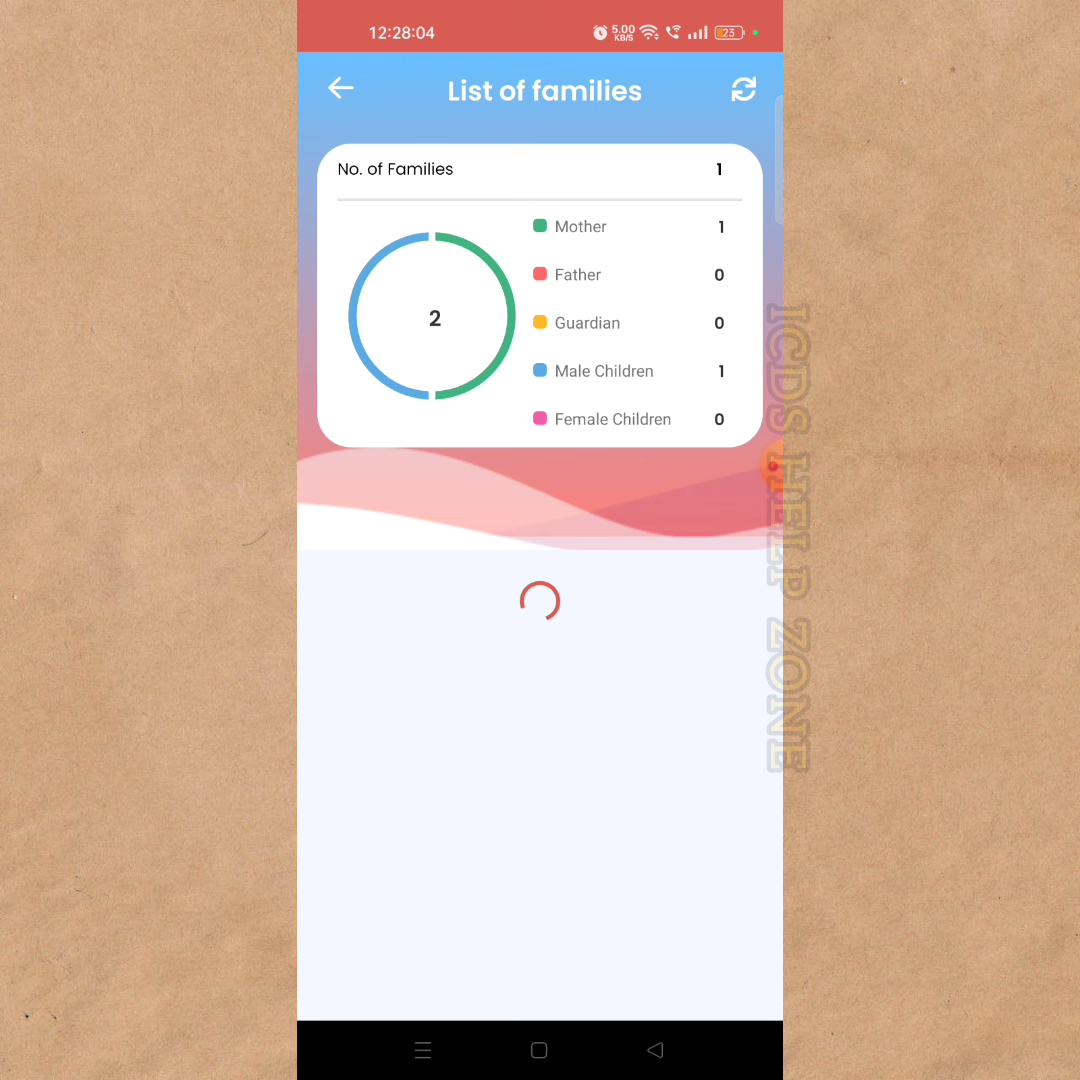 12:28:04
5.00
KB/S
23
List of families
No. of Families 1
Mother 1
Father 0
2
Guardian 0
Male Children 1
Female Children 0
ICDS HELP ZONE